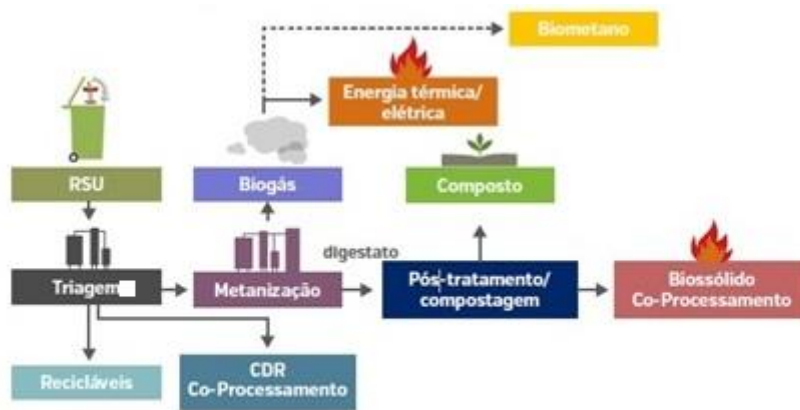 Biometano
Energia térmica/
elétrica
RSU
Biogás
Composto
digestato
Triagem
Metanização
Pós-tratamento/
compostagem
Biossólido
Co-Processamento
Recicláveis
CDR
Co-Processamento